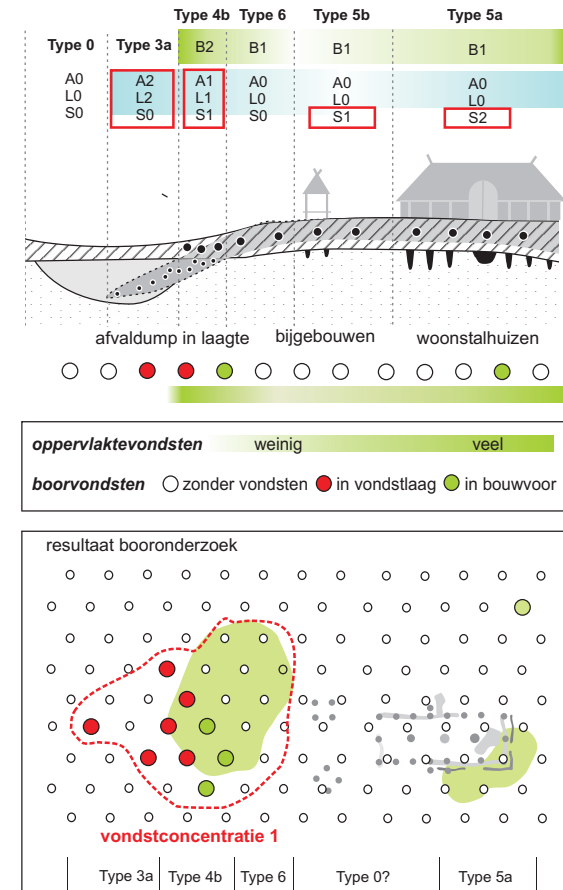 Type 4b Type 6 Type 5b Type 5a
Type 0 Type 3a B2 B1 B1 B1
A0 A2 A1 A0 A0 A0
L0 L2 L1 L0 L0 L0
S0 S0 S1 S0 S1 S2
afvaldump in laagte bijgebouwen woonstalhuizen
oppervlaktevondsten weinig veel
boorvondsten zonder vondsten in vondstlaag in bouwvoor
resultaat booronderzoek
vondstconcentratie 1
Type 3a Type 4b Type 6 Type 0? Type 5a